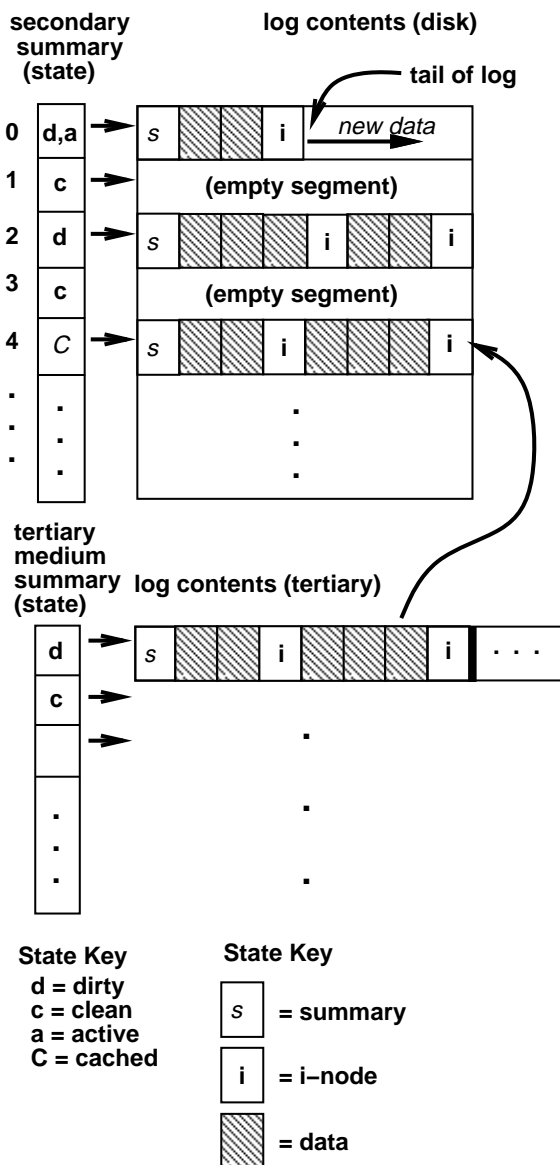 secondary summary (state)
log contents (disk)
tail of log
0 d,a s i new data
1 c (empty segment)
2 d s i i
3 c (empty segment)
4 C s i i
. . .
tertiary medium summary (state)
log contents (tertiary)
d s i i . . .
c
State Key
d = dirty
c = clean
a = active
C = cached
State Key
s = summary
i = i−node
= data